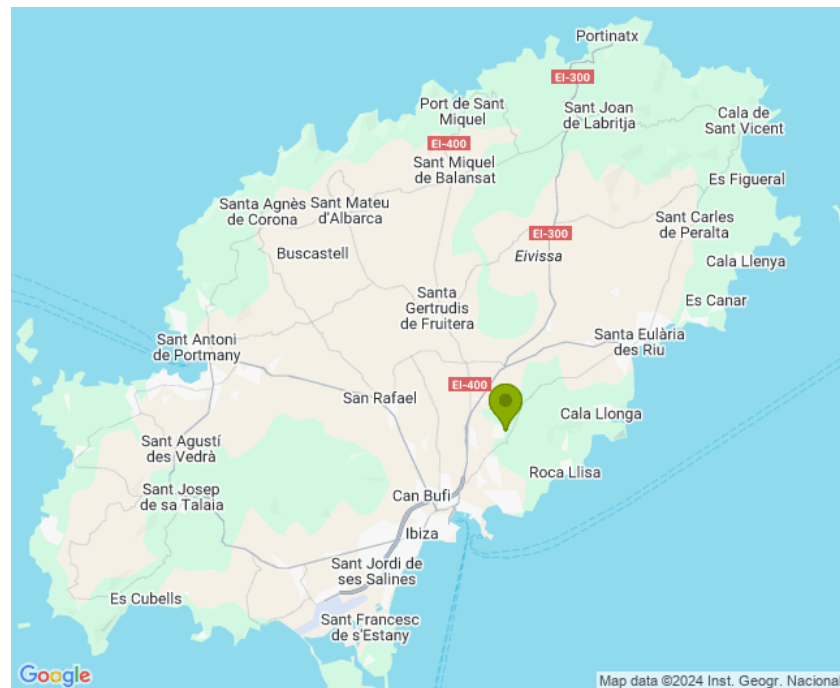 Portinatx
EI-300
Port de Sant
Miquel
Sant Joan
de Labritja
Cala de
Sant Vicent
EI-400
Sant Miquel
de Balansat
Es Figueral
Santa Agnès
de Corona
Sant Mateu
d'Albarca
Sant Carles
de Peralta
EI-300
Buscastell
Eivissa
Cala Llenya
Santa
Gertrudis
de Fruitera
Es Canar
Sant Antoni
de Portmany
Santa Eulària
des Riu
EI-400
San Rafael
Cala Llonga
Sant Agustí
des Vedrà
Roca Llisa
Sant Josep
de sa Talaia
Can Bufi
Ibiza
Sant Jordi de
ses Salines
Es Cubells
Sant Francesc
de s'Estany
Google
Map data ©2024 Inst. Geogr. Nacional